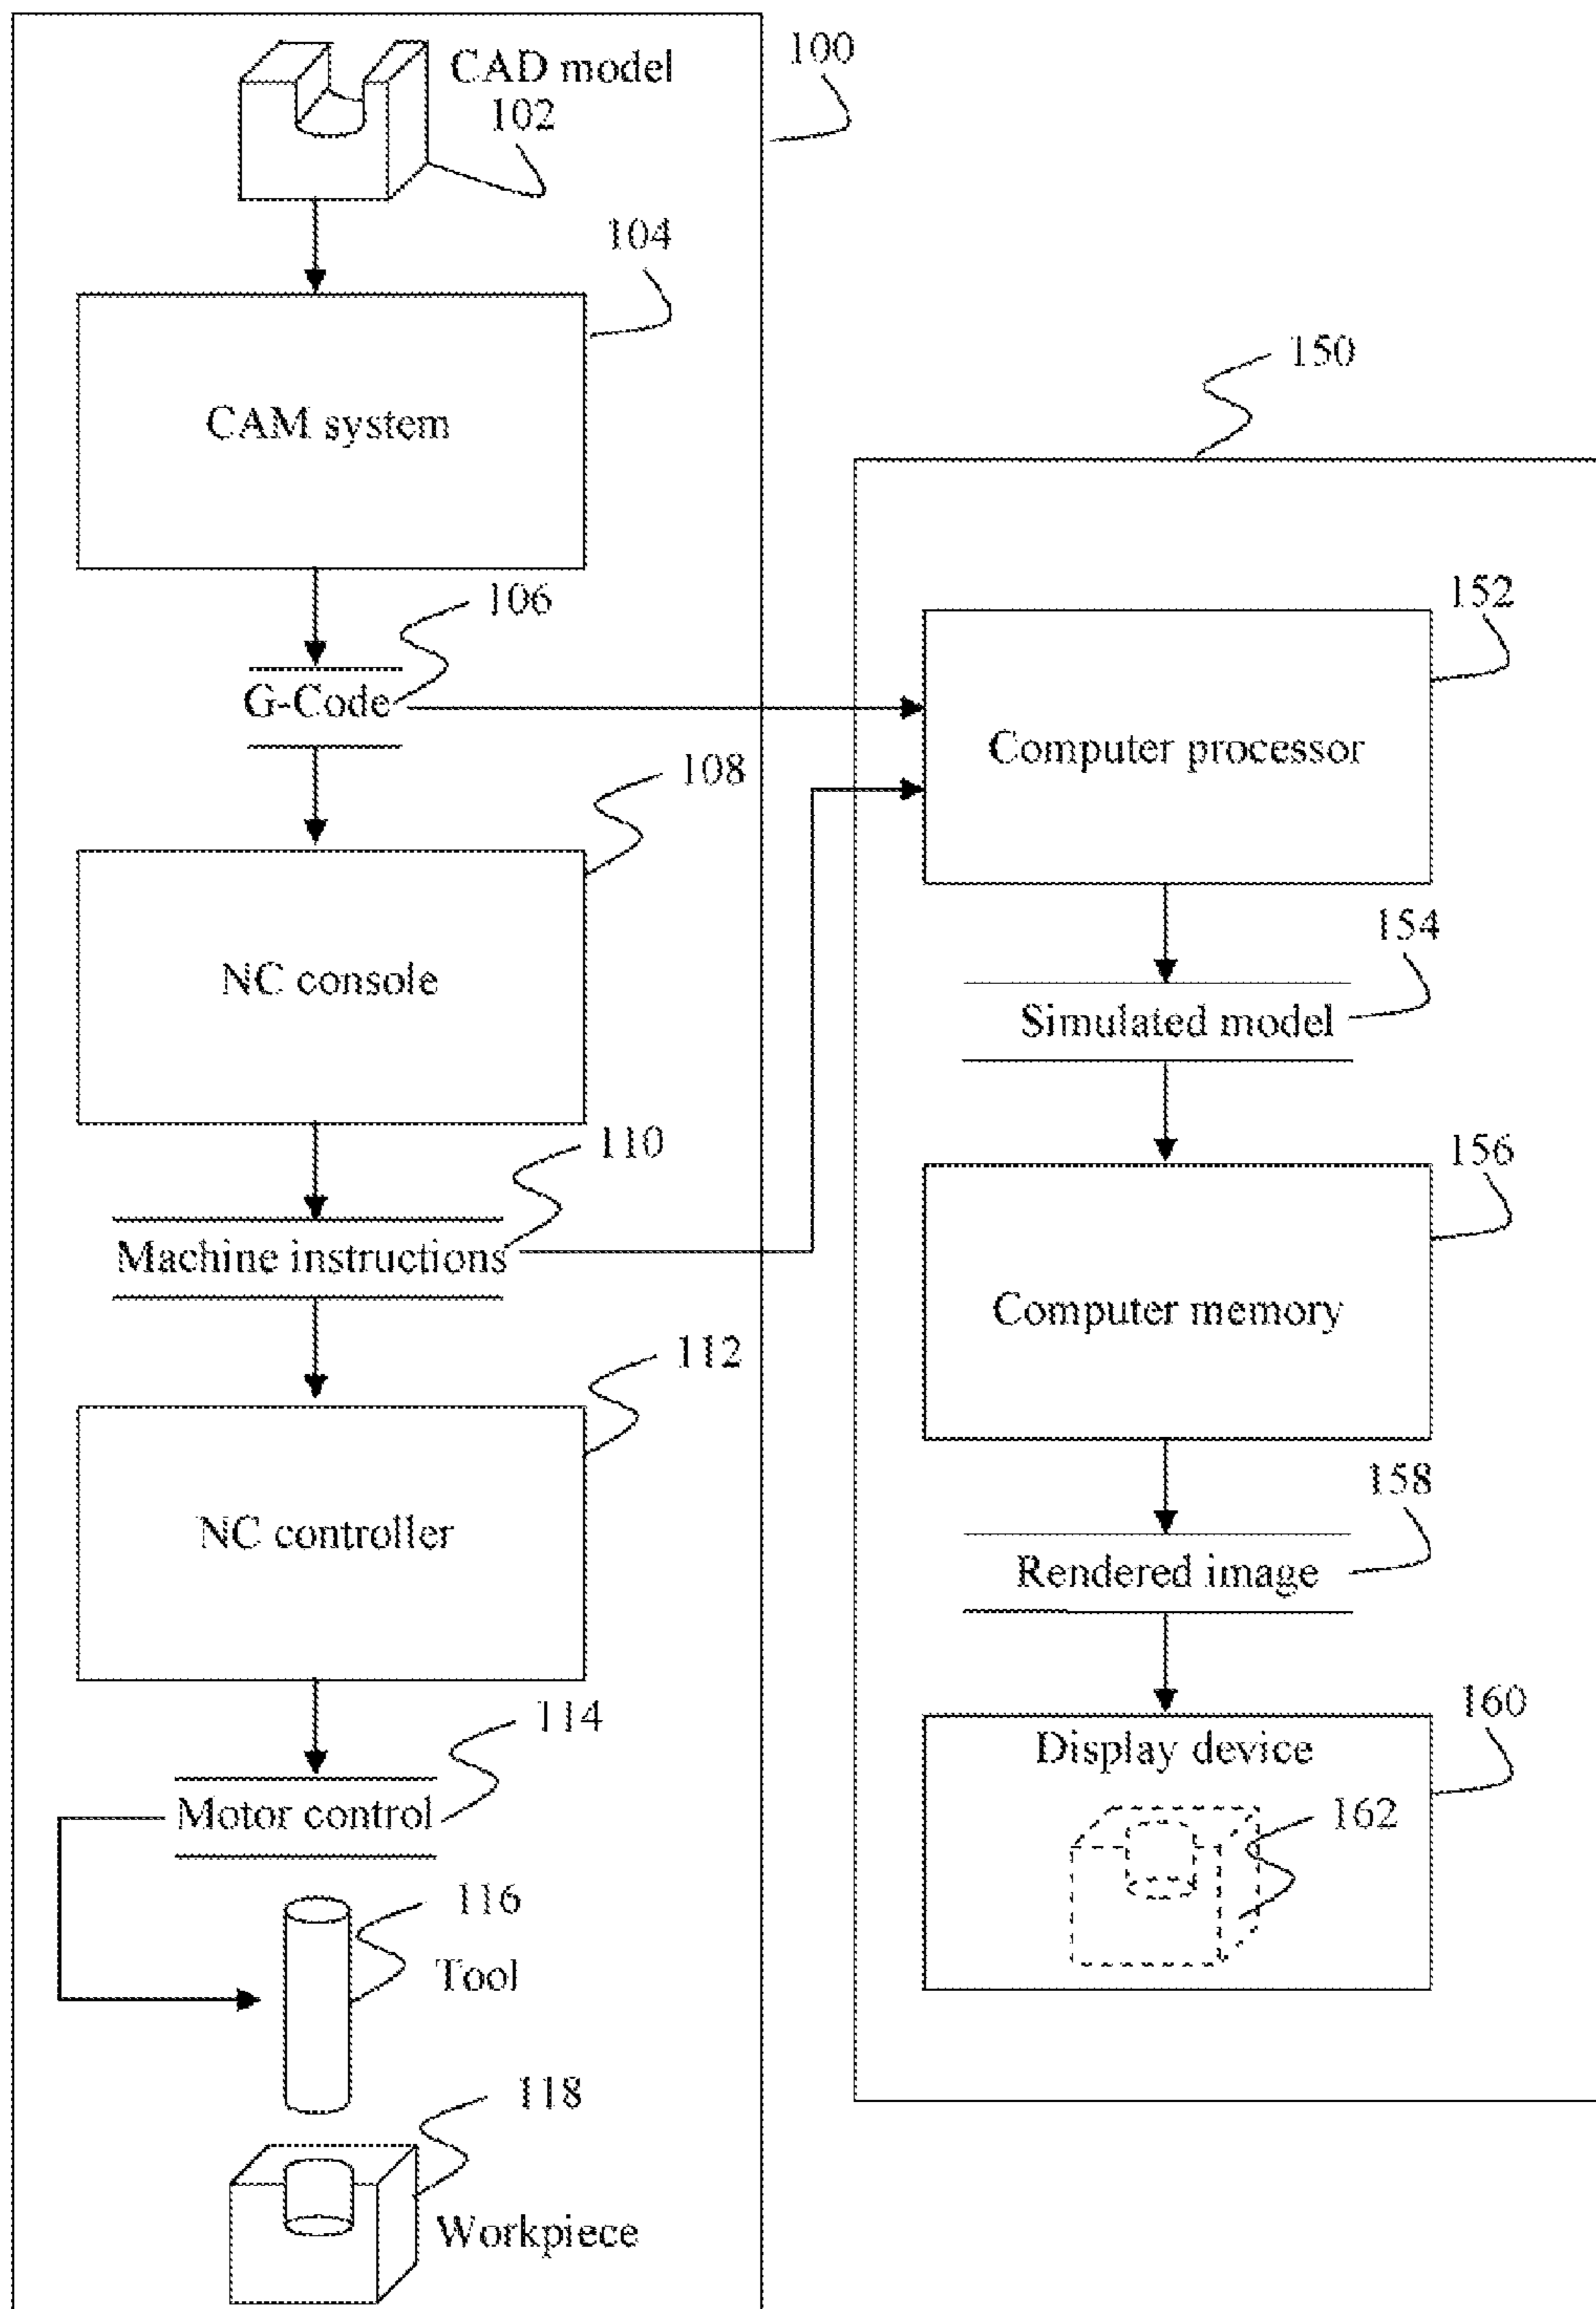 CAD model
102
100
104
CAM system
106
G-Code
108
NC console
110
Machine instructions
112
NC controller
114
Motor control
116
Tool
118
Workpiece
150
152
Computer processor
154
Simulated model
156
Computer memory
158
Rendered image
160
Display device
162